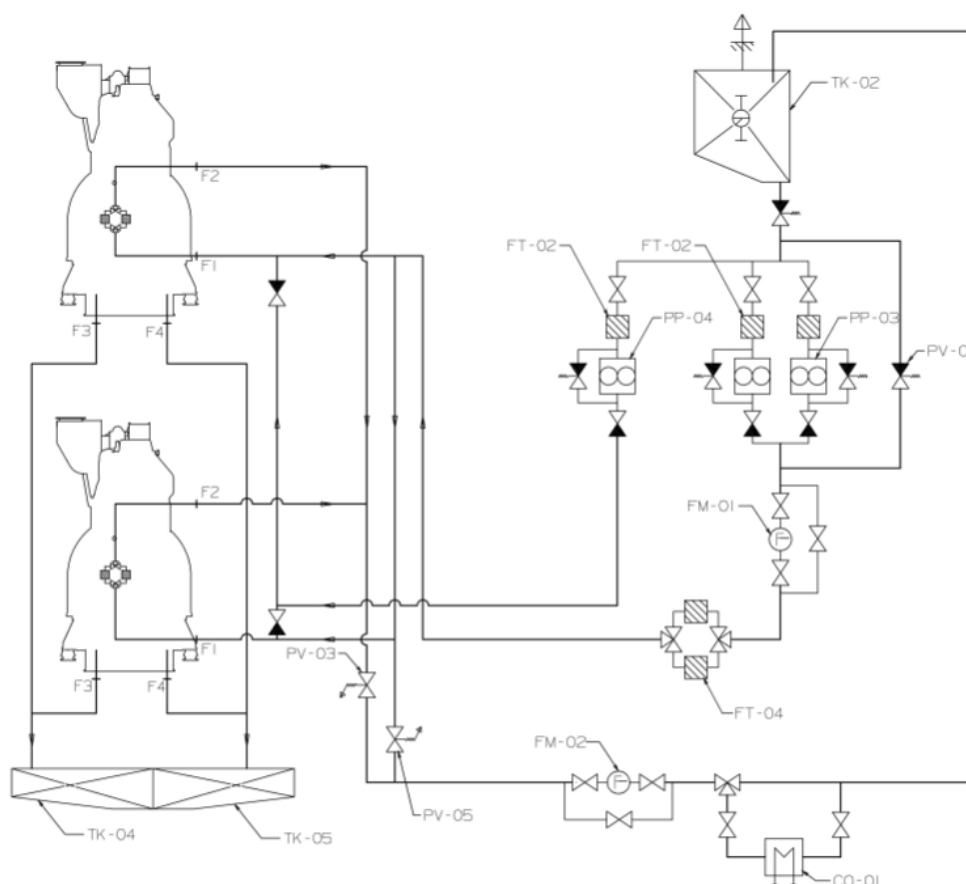 TK-02
F2
FT-02
FT-02
F1
PP-04
PP-03
F3
F4
PV-0
F2
FM-01
F1
PV-03
F3
F4
FT-04
FM-02
TK-04
TK-05
PV-05
CO-01